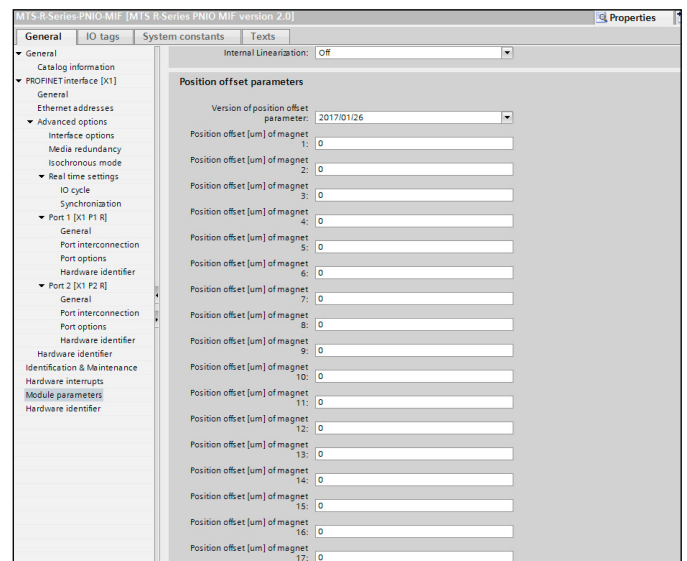 MTS-R-Series-PNIO-MIF [MTS R-Series PNIO MIF version 2.0]
Properties
General
IO tags
System constants
Texts
General
Catalog information
PROFINET interface [X1]
General
Ethernet addresses
Advanced options
Interface options
Media redundancy
Isochronous mode
Real time settings
IO cycle
Synchronization
Port 1 [X1 P1 R]
General
Port interconnection
Port options
Hardware identifier
Port 2 [X1 P2 R]
General
Port interconnection
Port options
Hardware identifier
Hardware identifier
Identification & Maintenance
Hardware interrupts
Module parameters
Hardware identifier
Internal Linearization: Off
Position offset parameters
Version of position offset
parameter: 2017/01/26
Position offset [um] of magnet
1: 0
Position offset [um] of magnet
2: 0
Position offset [um] of magnet
3: 0
Position offset [um] of magnet
4: 0
Position offset [um] of magnet
5: 0
Position offset [um] of magnet
6: 0
Position offset [um] of magnet
7: 0
Position offset [um] of magnet
8: 0
Position offset [um] of magnet
9: 0
Position offset [um] of magnet
10: 0
Position offset [um] of magnet
11: 0
Position offset [um] of magnet
12: 0
Position offset [um] of magnet
13: 0
Position offset [um] of magnet
14: 0
Position offset [um] of magnet
15: 0
Position offset [um] of magnet
16: 0
Position offset [um] of magnet
17: 0